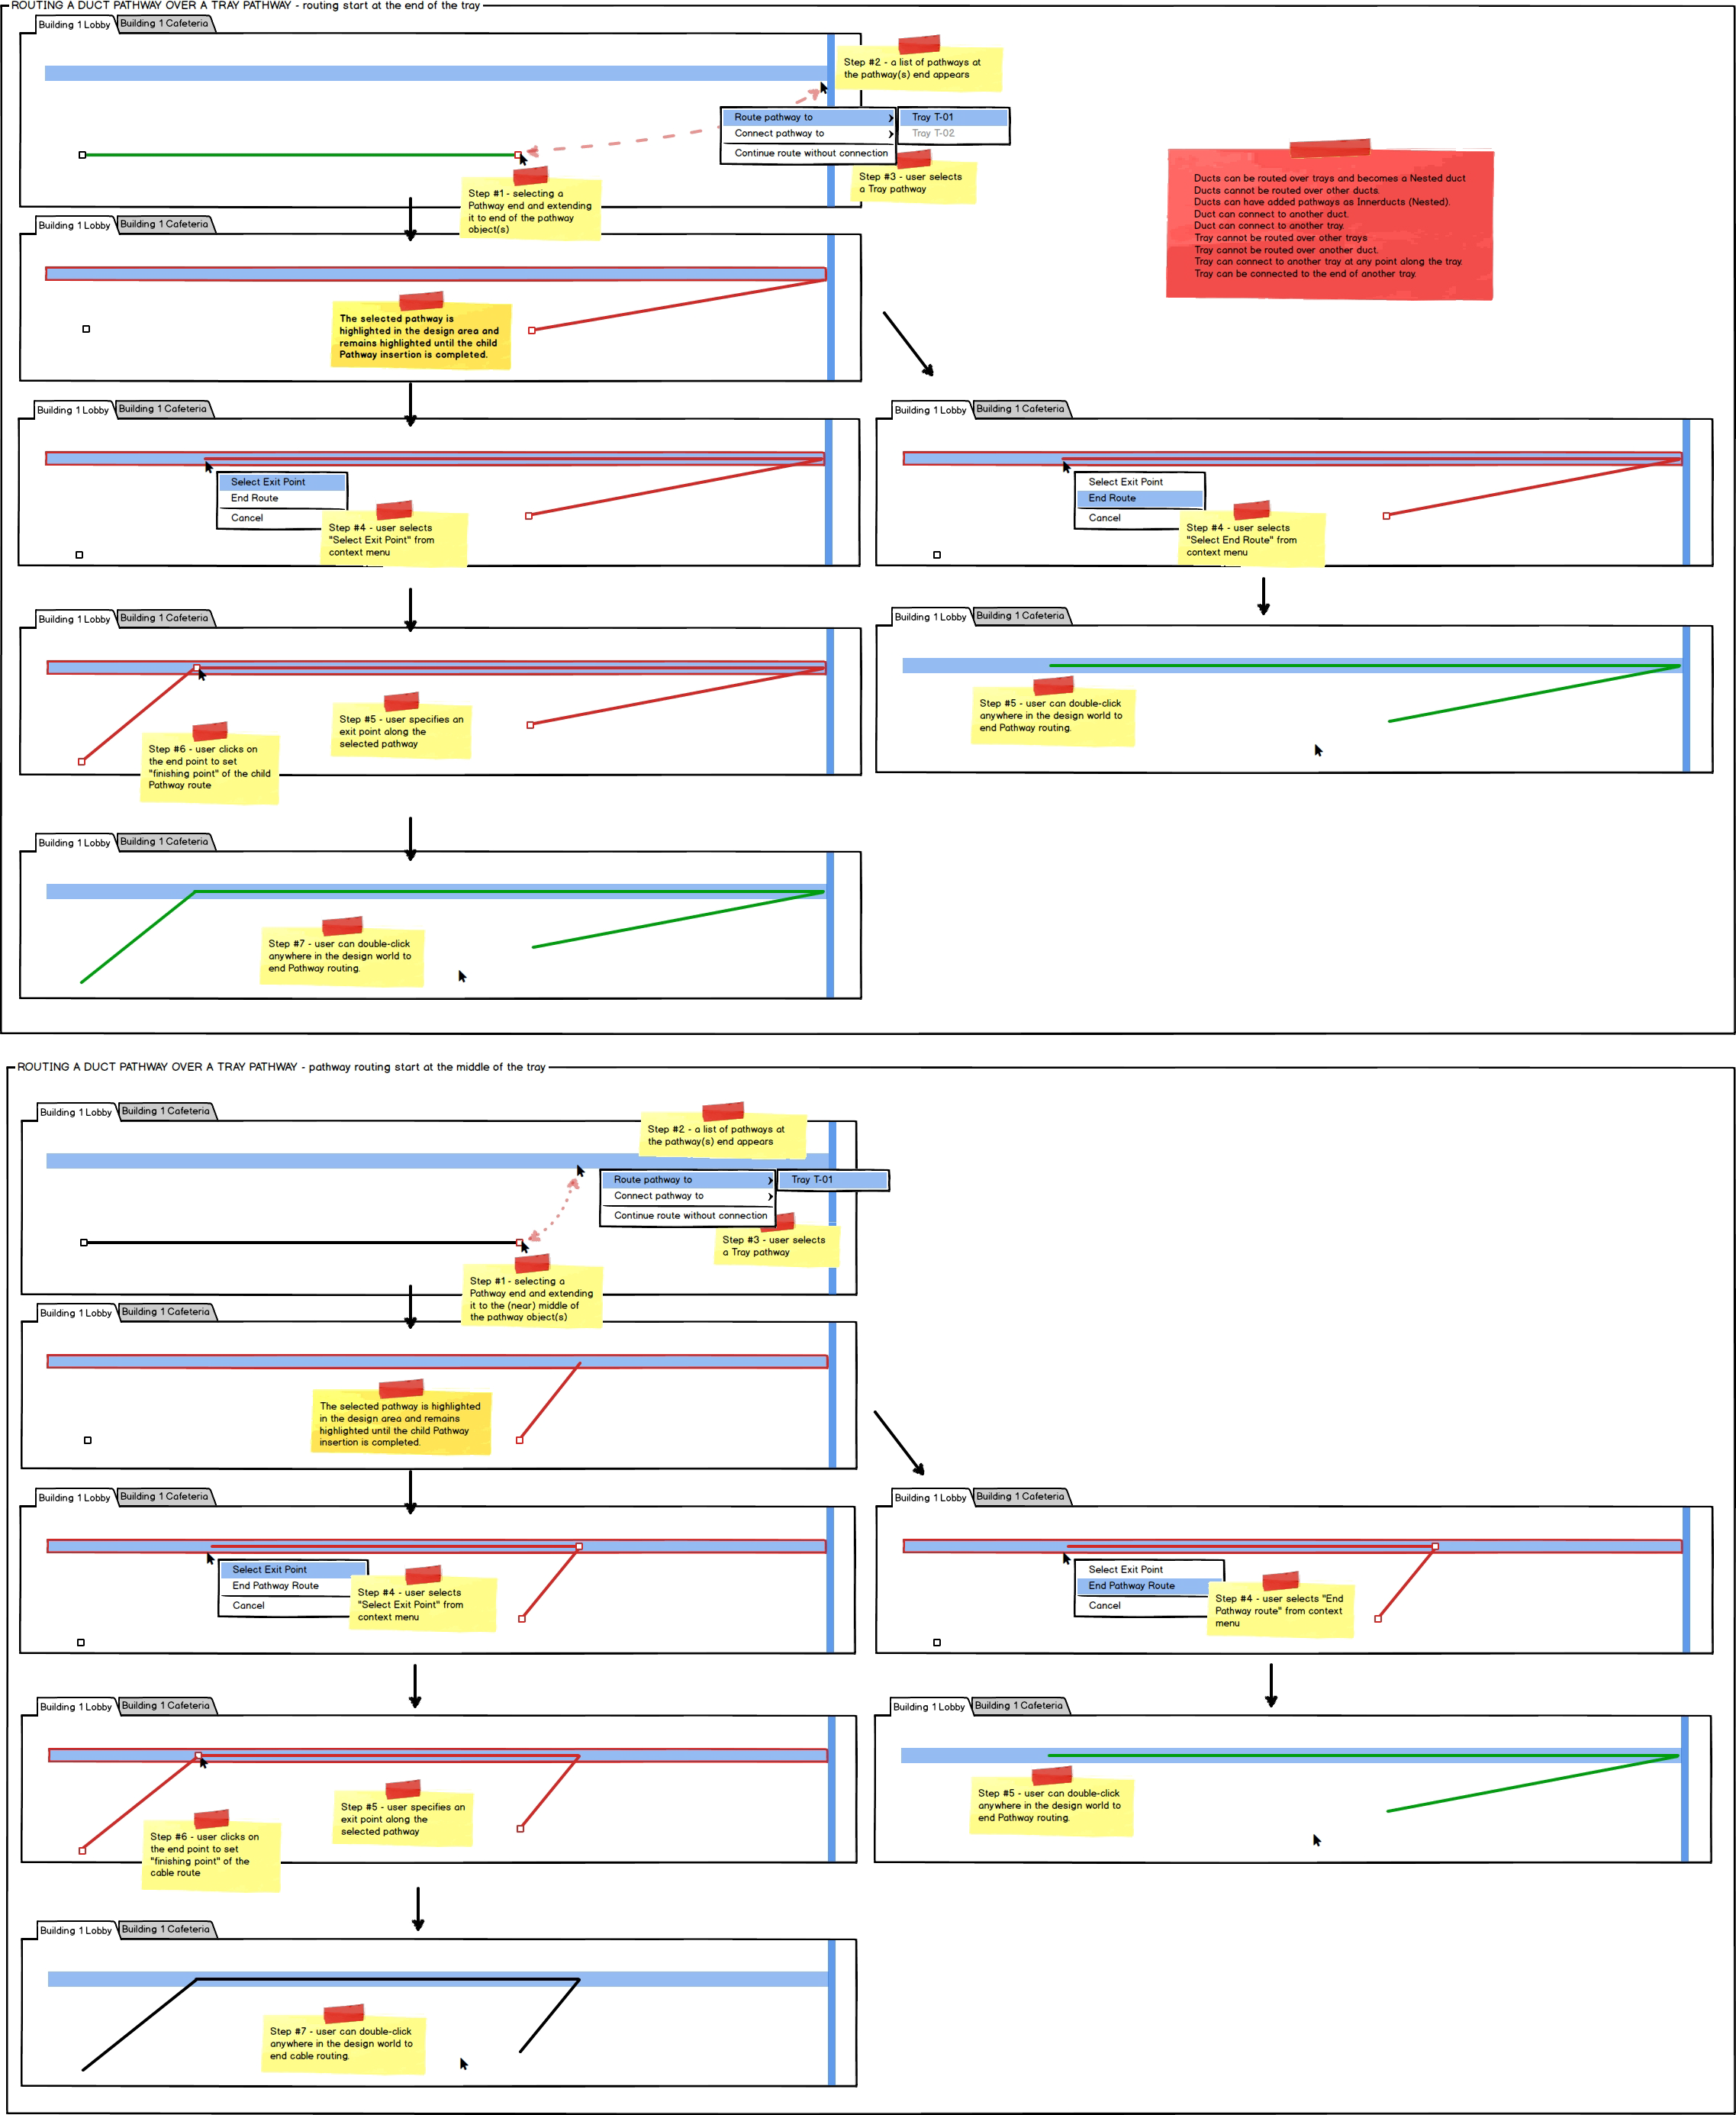 ROUTING A DUCT PATHWAY OVER A TRAY PATHWAY - routing start at the end of the tray
Building 1 Lobby
Building 1 Cafeteria
Step #2 - a list of pathways at
the pathway(s) end appears
Route pathway to
Connect pathway to
Continue route without connection
Tray T-01
Tray T-02
Step #3 - user selects
a Tray pathway
Step #1 - selecting a
Pathway end and extending
it to end of the pathway
object(s)
Ducts can be routed over trays and becomes a Nested duct
Ducts cannot be routed over other ducts.
Ducts can have added pathways as Innerducts (Nested).
Duct can connect to another duct.
Duct can connect to another tray.
Tray cannot be routed over other trays
Tray cannot be routed over another duct.
Tray can connect to another tray at any point along the tray.
Tray can be connected to the end of another tray.
Building 1 Lobby
Building 1 Cafeteria
The selected pathway is
highlighted in the design area and
remains highlighted until the child
Pathway insertion is completed.
Building 1 Lobby
Building 1 Cafeteria
Select Exit Point
End Route
Cancel
Step #4 - user selects
"Select Exit Point" from
context menu
Building 1 Lobby
Building 1 Cafeteria
Select Exit Point
End Route
Cancel
Step #4 - user selects
"Select End Route" from
context menu
Building 1 Lobby
Building 1 Cafeteria
Step #5 - user specifies an
exit point along the
selected pathway
Step #6 - user clicks on
the end point to set
"finishing point" of the child
Pathway route
Building 1 Lobby
Building 1 Cafeteria
Step #5 - user can double-click
anywhere in the design world to
end Pathway routing.
Building 1 Lobby
Building 1 Cafeteria
Step #7 - user can double-click
anywhere in the design world to
end Pathway routing.
ROUTING A DUCT PATHWAY OVER A TRAY PATHWAY - pathway routing start at the middle of the tray
Building 1 Lobby
Building 1 Cafeteria
Step #2 - a list of pathways at
the pathway(s) end appears
Route pathway to
Connect pathway to
Continue route without connection
Tray T-01
Step #3 - user selects
a Tray pathway
Step #1 - selecting a
Pathway end and extending
it to the (near) middle of
the pathway object(s)
Building 1 Lobby
Building 1 Cafeteria
The selected pathway is highlighted
in the design area and remains
highlighted until the child Pathway
insertion is completed.
Building 1 Lobby
Building 1 Cafeteria
Select Exit Point
End Pathway Route
Cancel
Step #4 - user selects
"Select Exit Point" from
context menu
Building 1 Lobby
Building 1 Cafeteria
Select Exit Point
End Pathway Route
Cancel
Step #4 - user selects "End
Pathway route" from context
menu
Building 1 Lobby
Building 1 Cafeteria
Step #5 - user specifies an
exit point along the
selected pathway
Step #6 - user clicks on
the end point to set
"finishing point" of the
cable route
Building 1 Lobby
Building 1 Cafeteria
Step #5 - user can double-click
anywhere in the design world to
end Pathway routing.
Building 1 Lobby
Building 1 Cafeteria
Step #7 - user can double-click
anywhere in the design world to
end cable routing.